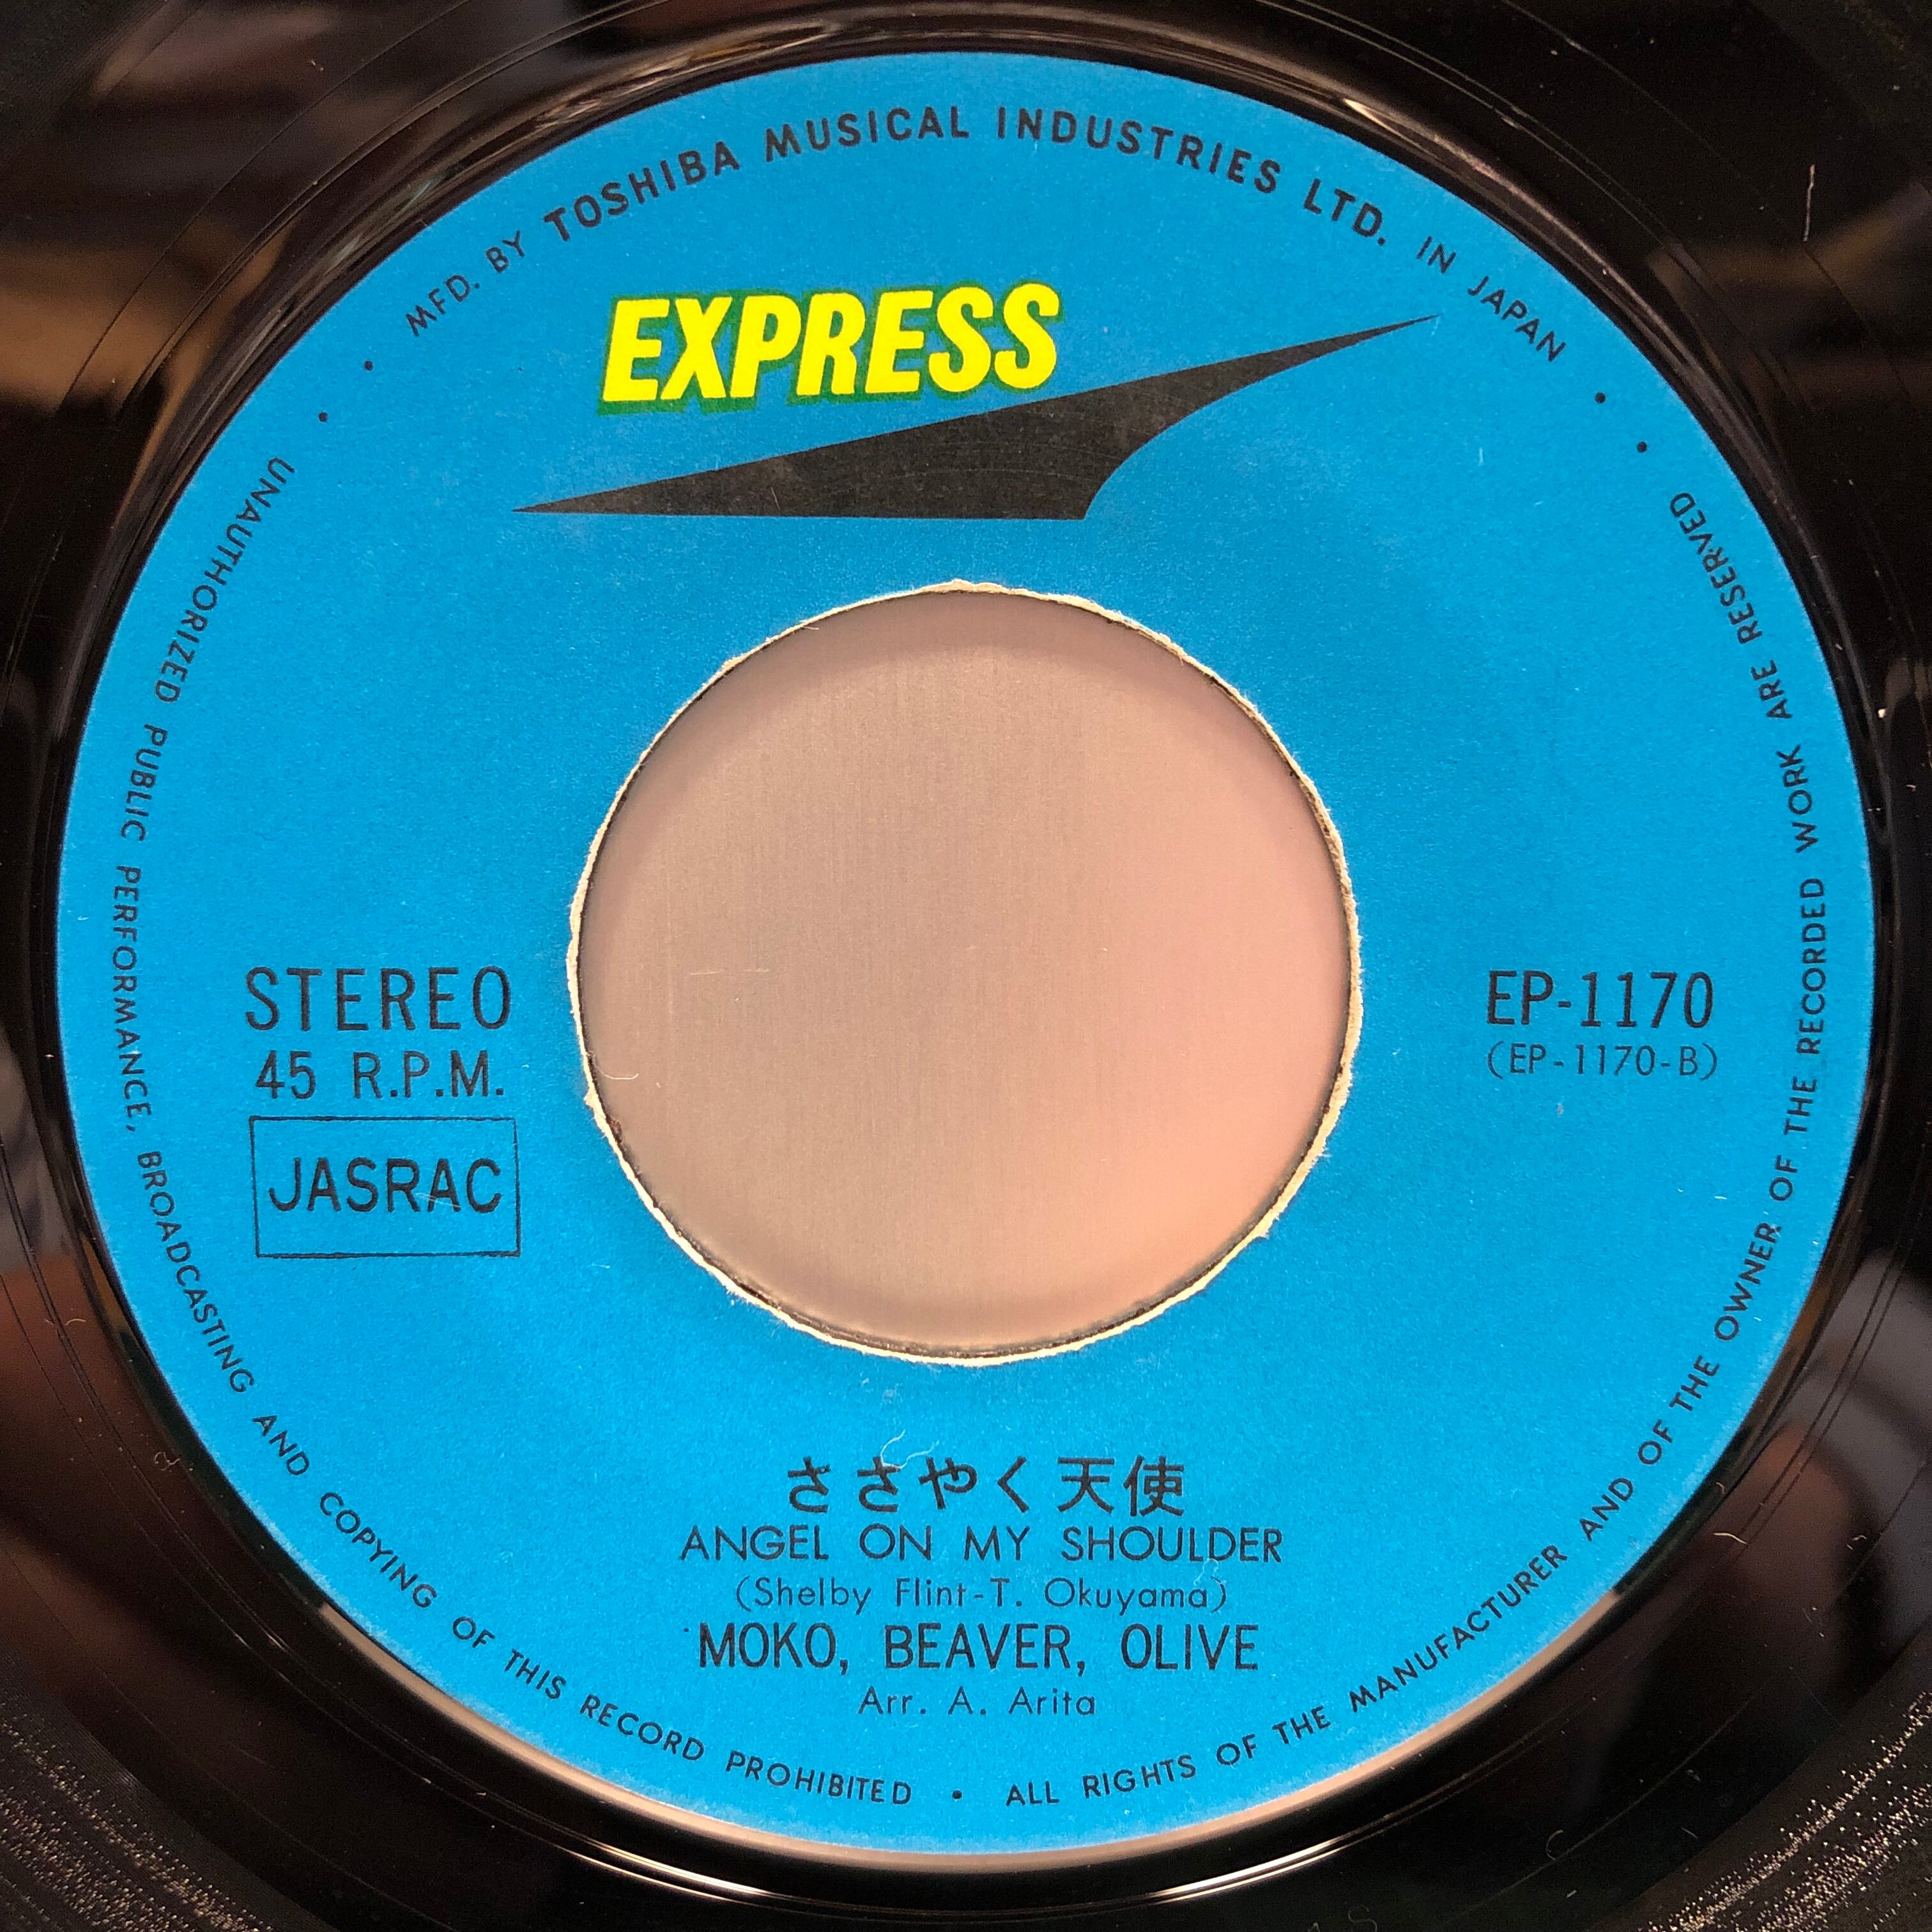 MFD. BY TOSHIBA MUSICAL INDUSTRIES LTD. IN JAPAN
EXPRESS
STEREO
45 R.P.M.
JASRAC
EP-1170
(EP-1170-B)
ささやく天使
ANGEL ON MY SHOULDER
(Shelby Flint-T. Okuyama)
MOKO, BEAVER, OLIVE
Arr. A. Arita
UNAUTHORIZED PUBLIC PERFORMANCE, BROADCASTING AND COPYING OF THIS RECORD PROHIBITED • ALL RIGHTS OF THE MANUFACTURER AND OF THE OWNER OF THE RECORDED WORK ARE RESERVED